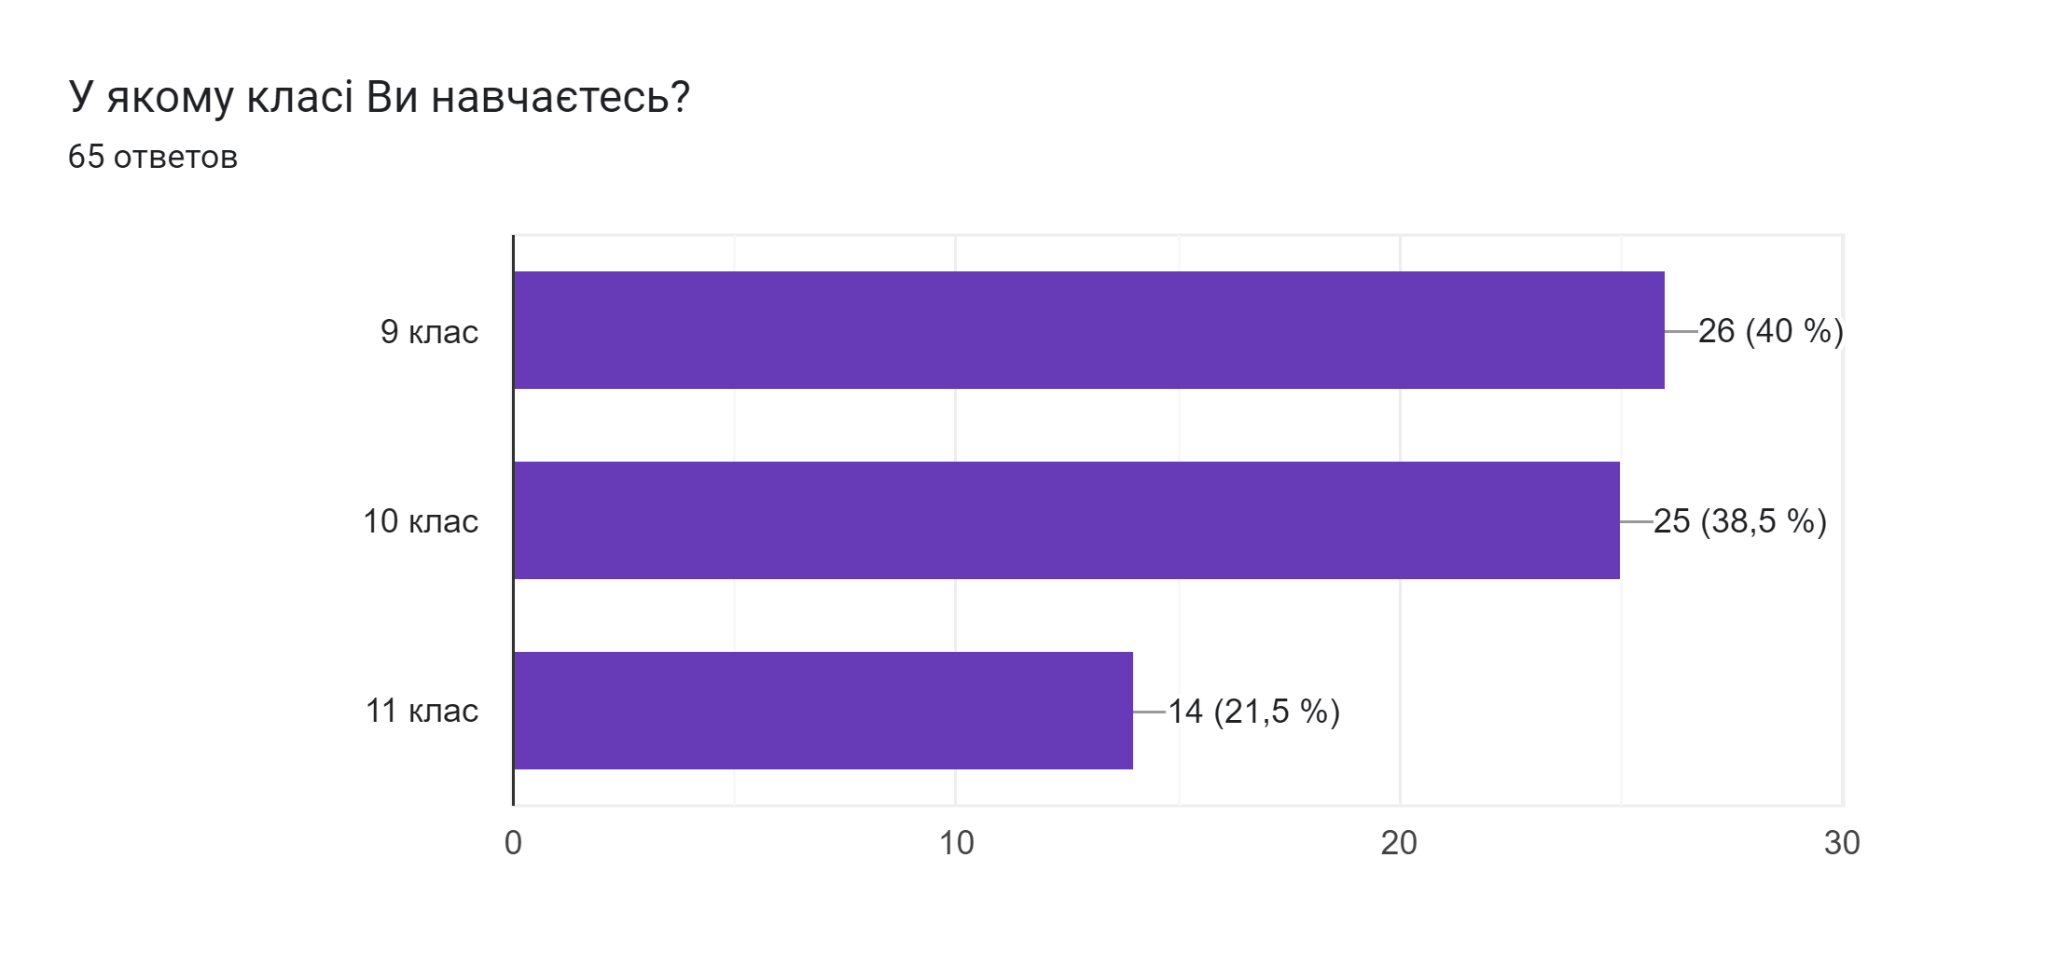 У якому класі Ви навчаєтесь?
65 ответов
9 клас
26 (40 %)
10 клас
25 (38,5 %)
11 клас
14 (21,5 %)
0 10 20 30